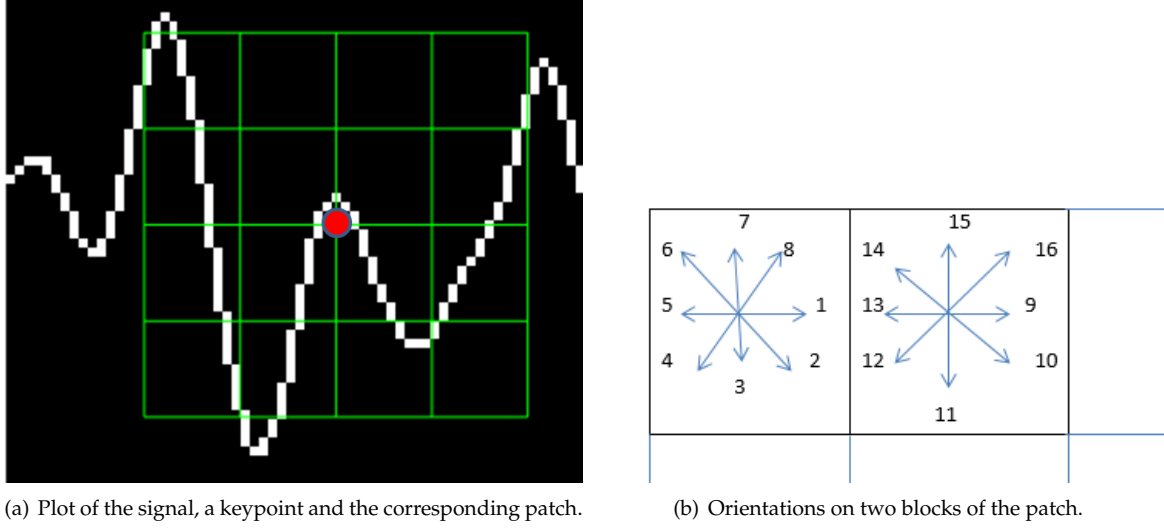 7 15
6 8 14 16
5 1 13 9
4 2 12 10
3
11
(a) Plot of the signal, a keypoint and the corresponding patch. (b) Orientations on two blocks of the patch.